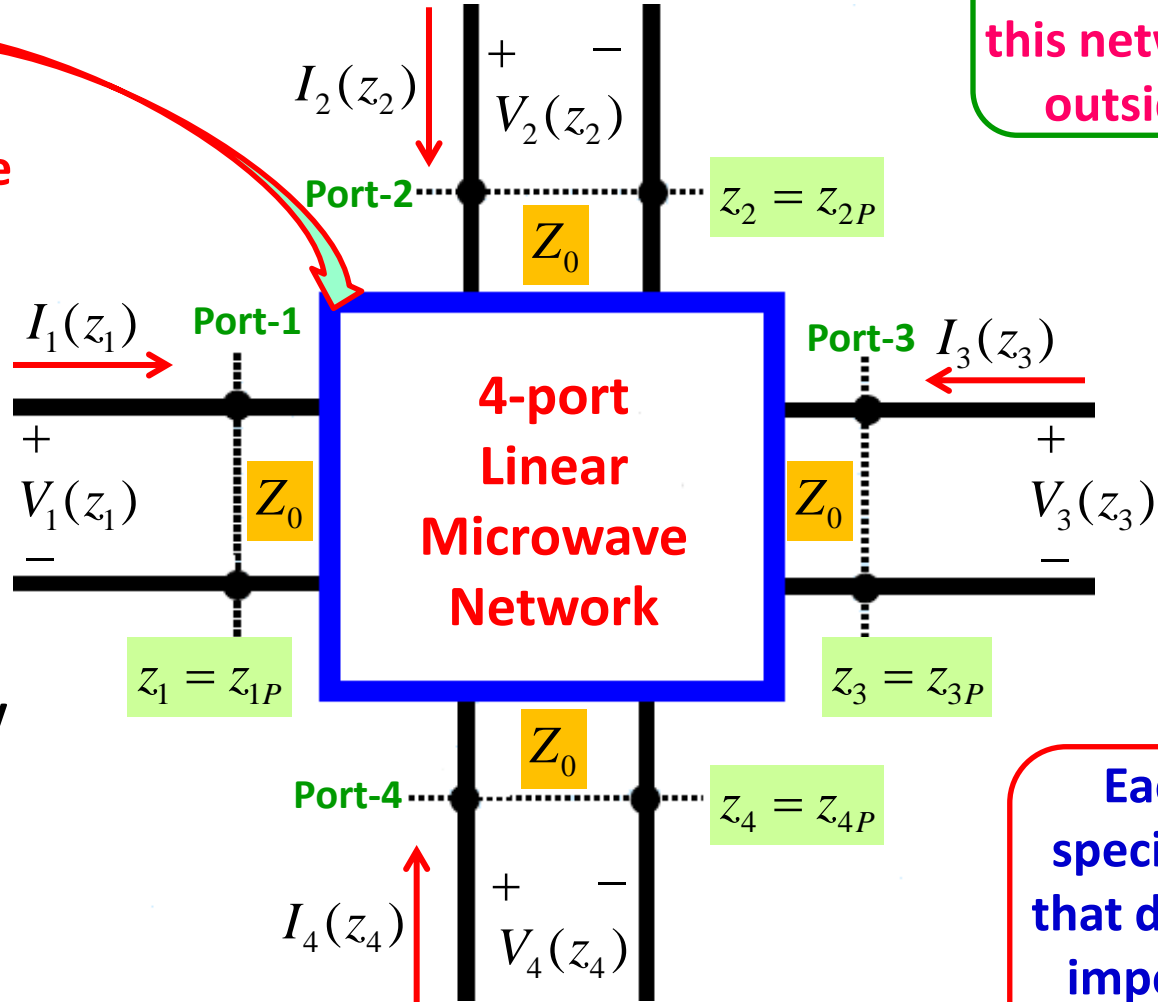 this
outsi
e
I₂(z₂)
+ −
V₂(z₂)
Port-2
z₂ = z₂P
Z₀
I₁(z₁)
Port-1
Port-3
I₃(z₃)
+
V₁(z₁)
−
Z₀
4-port
Linear
Microwave
Network
Z₀
+
V₃(z₃)
−
z₁ = z₁P
z₃ = z₃P
y
Z₀
Port-4
z₄ = z₄P
I₄(z₄)
+ −
V₄(z₄)
Ea
speci
that d
impe